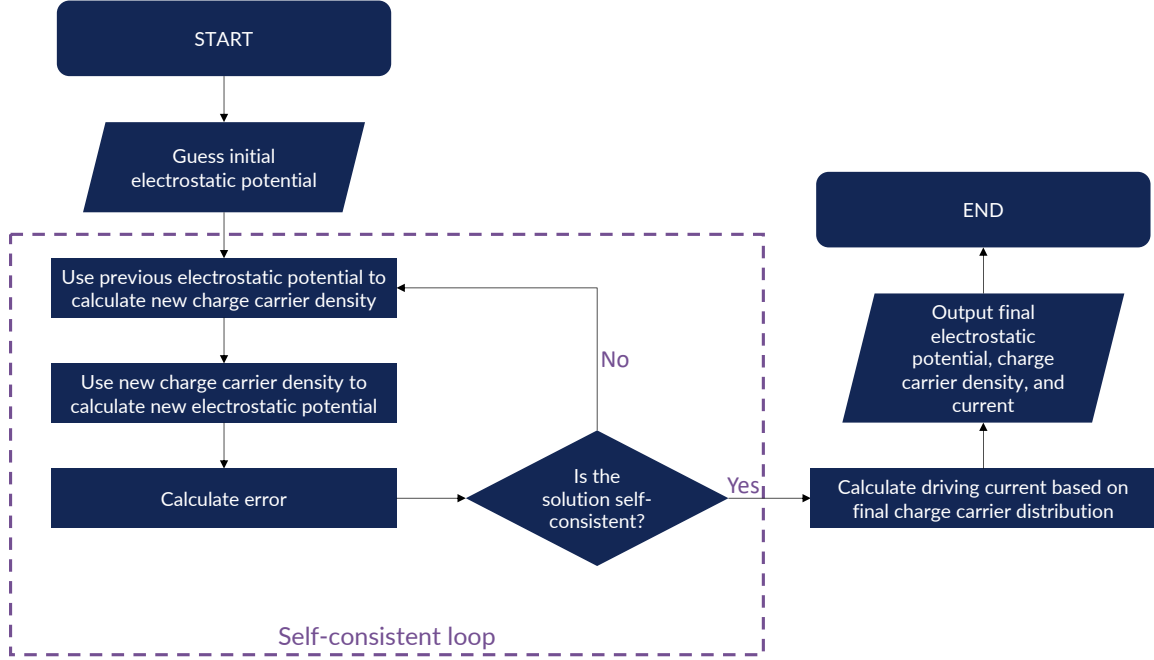 START
Guess initial
electrostatic potential
Use previous electrostatic potential to
calculate new charge carrier density
Use new charge carrier density to
calculate new electrostatic potential
Calculate error
Is the
solution self-
consistent?
No
Yes
Self-consistent loop
Calculate driving current based on
final charge carrier distribution
Output final
electrostatic
potential, charge
carrier density, and
current
END